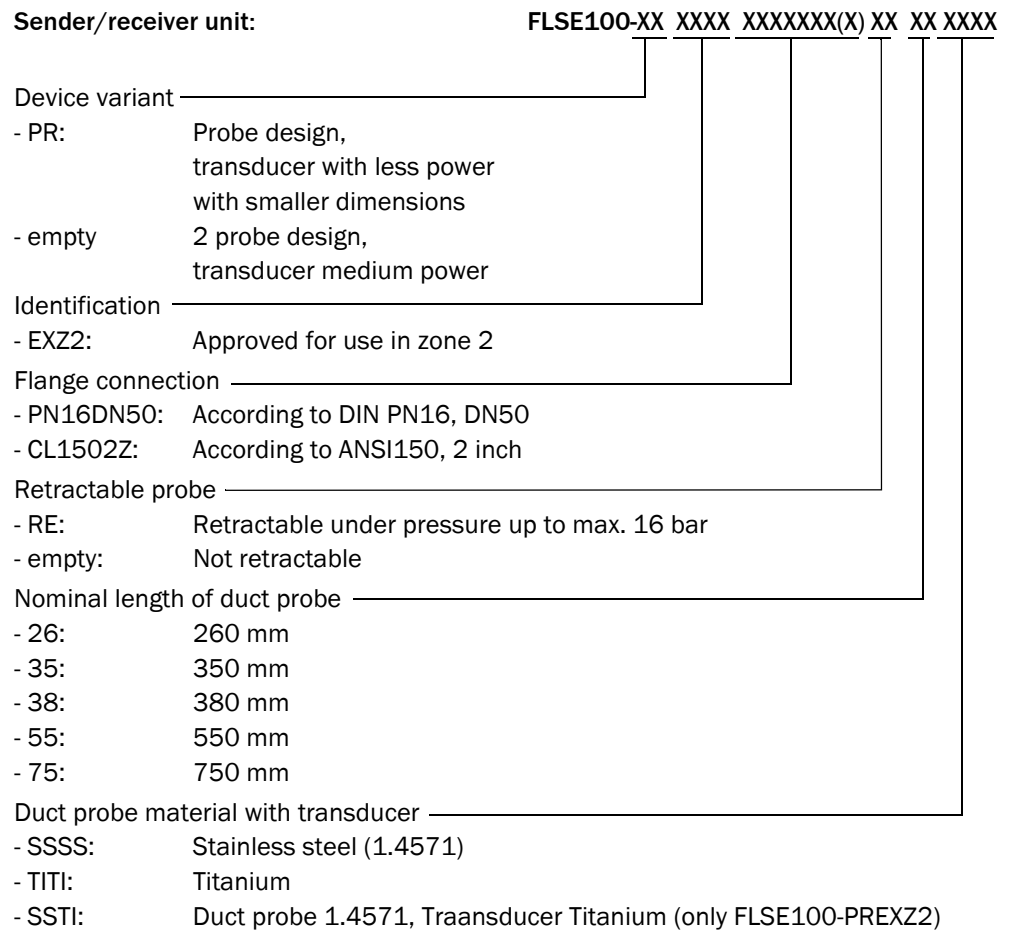 Sender/receiver unit: FLSE100-XX XXXX XXXXXXX(X) XX XX XXXX
Device variant
- PR: Probe design,
transducer with less power
with smaller dimensions
- empty 2 probe design,
transducer medium power
Identification
- EXZ2: Approved for use in zone 2
Flange connection
- PN16DN50: According to DIN PN16, DN50
- CL1502Z: According to ANSI150, 2 inch
Retractable probe
- RE: Retractable under pressure up to max. 16 bar
- empty: Not retractable
Nominal length of duct probe
- 26: 260 mm
- 35: 350 mm
- 38: 380 mm
- 55: 550 mm
- 75: 750 mm
Duct probe material with transducer
- SSSS: Stainless steel (1.4571)
- TITI: Titanium
- SSTI: Duct probe 1.4571, Traansducer Titanium (only FLSE100-PREXZ2)